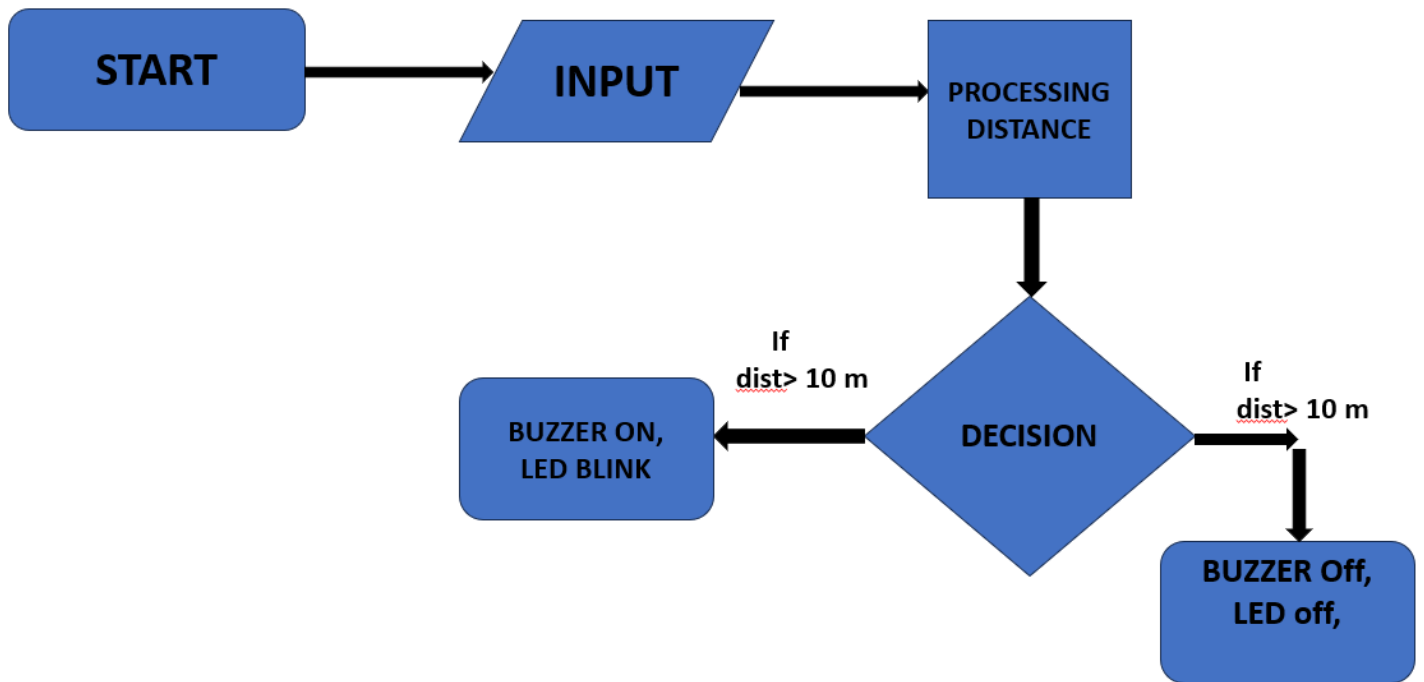 START
INPUT
PROCESSING
DISTANCE
If
dist> 10 m
If
dist> 10 m
BUZZER ON,
LED BLINK
DECISION
BUZZER Off,
LED off,